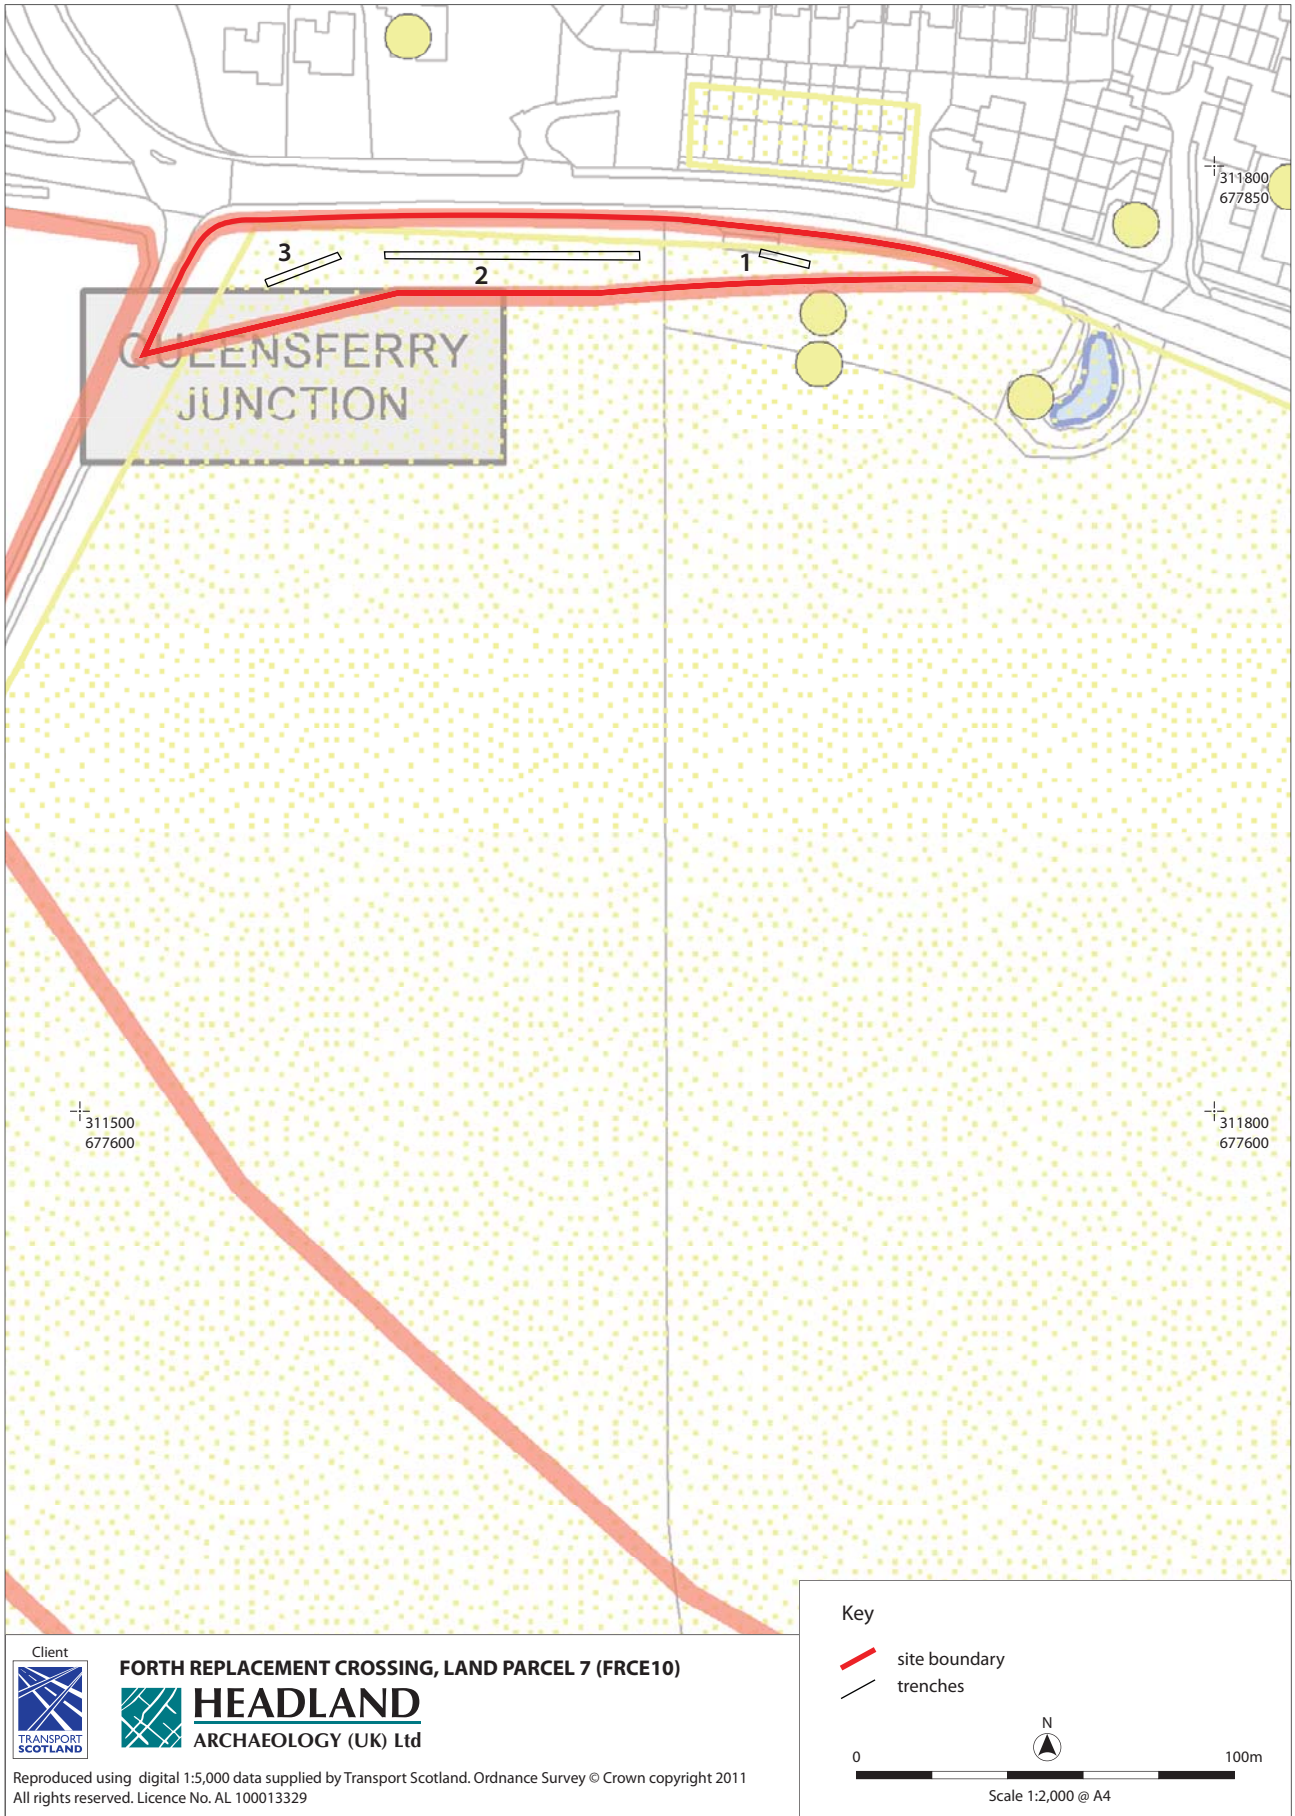 311800
677850
3
2
1
QUEENSFERRY
JUNCTION
311500
677600
311800
677600
Key
site boundary
trenches
N
0
100m
Scale 1:2,000 @ A4
Client
TRANSPORT
SCOTLAND
FORTH REPLACEMENT CROSSING, LAND PARCEL 7 (FRCE10)
HEADLAND
ARCHAEOLOGY (UK) Ltd
Reproduced using digital 1:5,000 data supplied by Transport Scotland. Ordnance Survey © Crown copyright 2011
All rights reserved. Licence No. AL 100013329